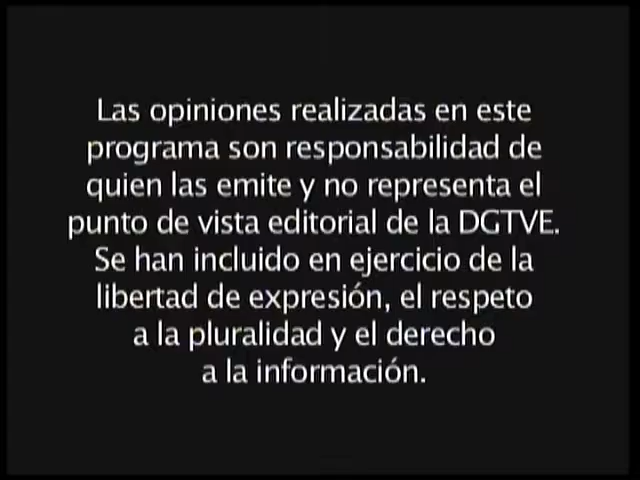 Las opiniones realizadas en este
programa son responsabilidad de
quien las emite y no representa el
punto de vista editorial de la DGTVE.
Se han incluido en ejercicio de la
libertad de expresión, el respeto
a la pluralidad y el derecho
a la información.